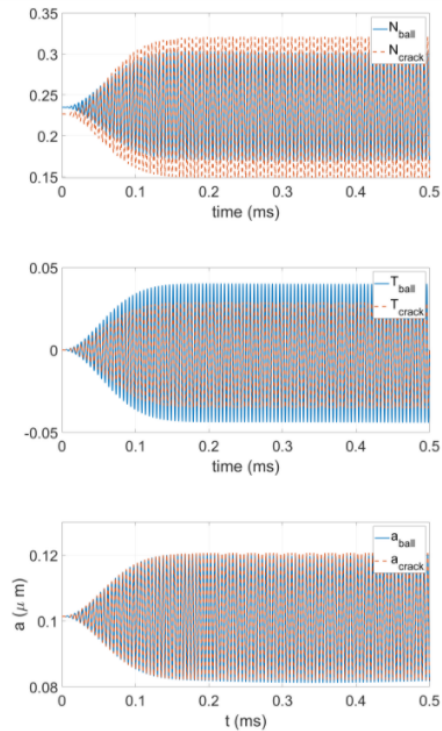 0.35
0.30
0.25
0.20
0.15
N_ball
N_crack
0 0.1 0.2 0.3 0.4 0.5
time (ms)
0.05
0
-0.05
T_ball
T_crack
0 0.1 0.2 0.3 0.4 0.5
time (ms)
a (μ m)
0.12
0.1
0.08
a_ball
a_crack
0 0.1 0.2 0.3 0.4 0.5
t (ms)